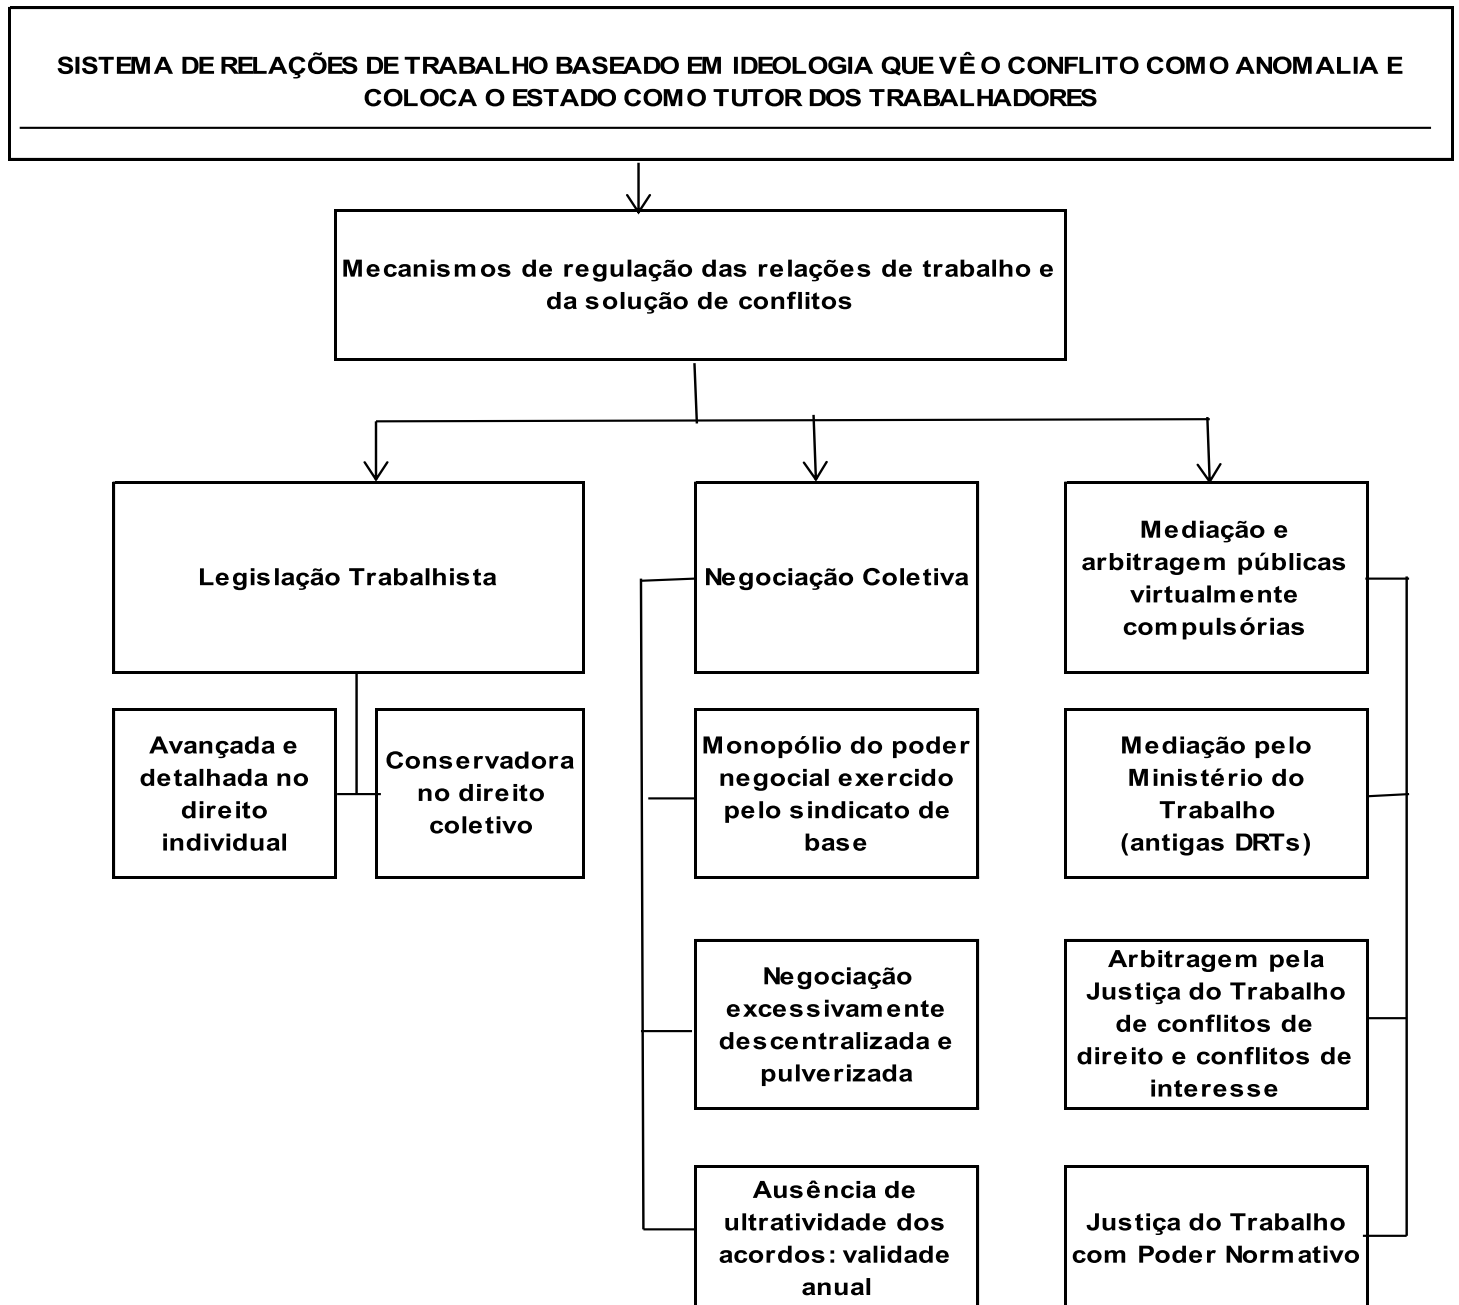 SISTEMA DE RELAÇÕES DE TRABALHO BASEADO EM IDEOLOGIA QUE VÊ O CONFLITO COMO ANOMALIA E
COLOCA O ESTADO COMO TUTOR DOS TRABALHADORES
Mecanismos de regulação das relações de trabalho e
da solução de conflitos
Legislação Trabalhista
Negociação Coletiva
Mediação e
arbitragem públicas
virtualmente
compulsórias
Avançada e
detalhada no
direito
individual
Conservadora
no direito
coletivo
Monopólio do poder
negocial exercido
pelo sindicato de
base
Mediação pelo
Ministério do
Trabalho
(antigas DRTs)
Negociação
excessivamente
descentralizada e
pulverizada
Arbitragem pela
Justiça do Trabalho
de conflitos de
direito e conflitos de
interesse
Ausência de
ultratividade dos
acordos: validade
anual
Justiça do Trabalho
com Poder Normativo